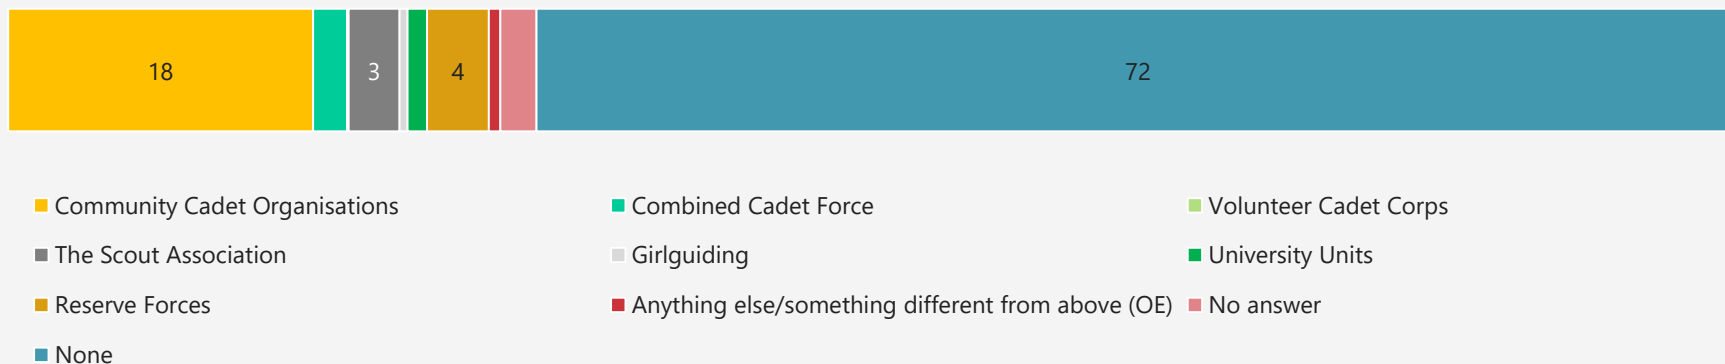 18 3 4 72
Community Cadet Organisations Combined Cadet Force Volunteer Cadet Corps
The Scout Association Girlguiding University Units
Reserve Forces Anything else/something different from above (OE) No answer
None